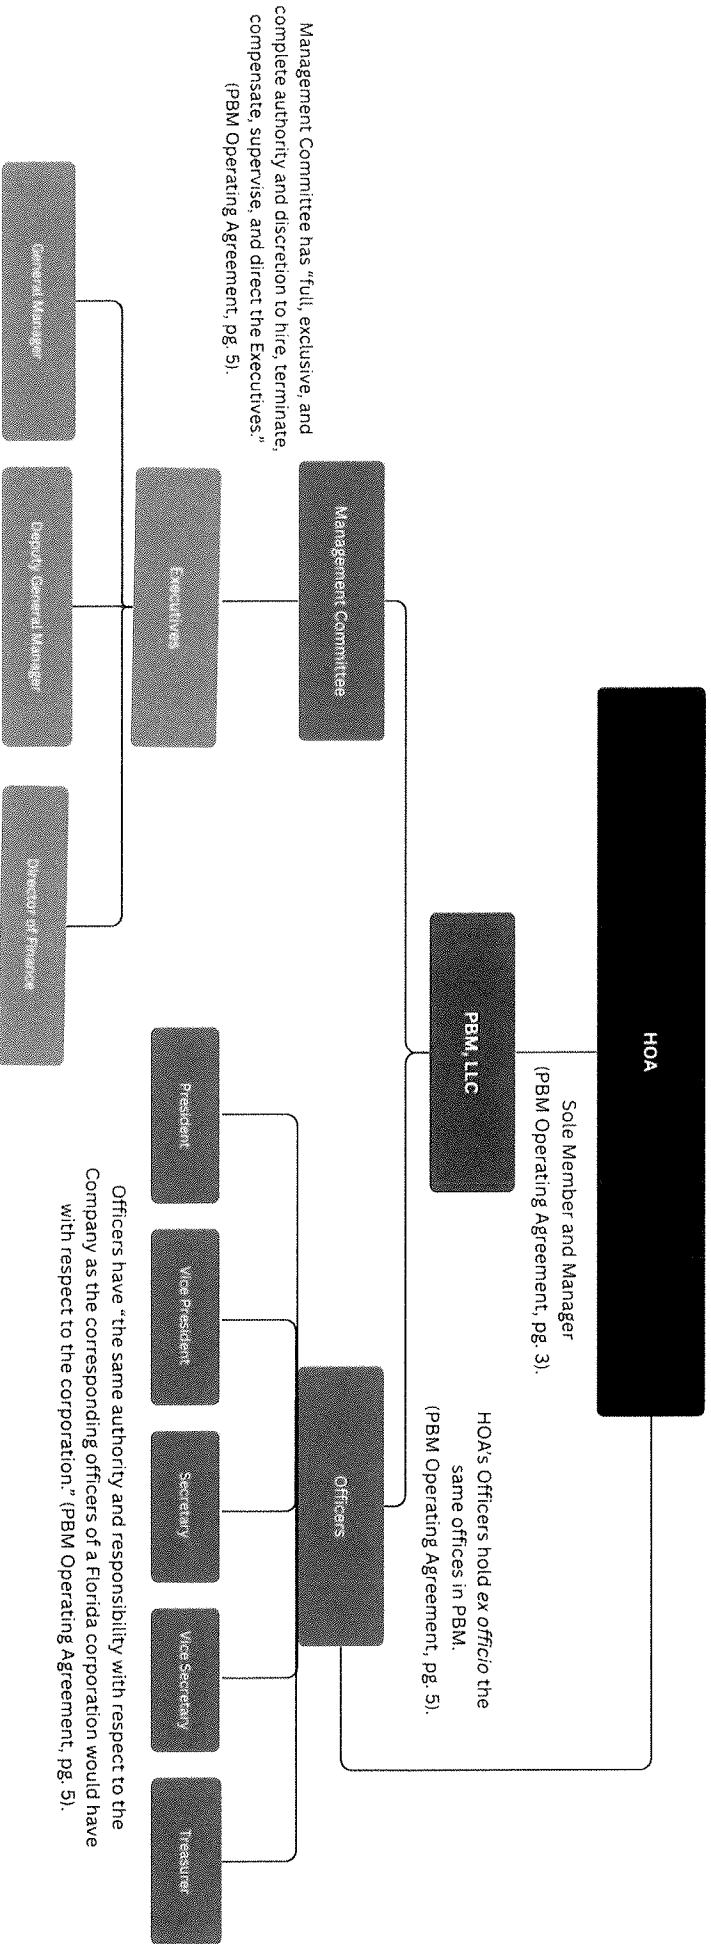 HOA
Sole Member and Manager
(PBM Operating Agreement, pg. 3).
PBM, LLC
HOA's Officers hold ex officio the
same offices in PBM.
(PBM Operating Agreement, pg. 5).
Management Committee has "full, exclusive, and
complete authority and discretion to hire, terminate,
compensate, supervise, and direct the Executives."
(PBM Operating Agreement, pg. 5).
Management Committee
Officers
Executives
President
Vice President
Secretary
Vice Secretary
Treasurer
General Manager
Deputy General Manager
Director of Finance
Officers have "the same authority and responsibility with respect to the
Company as the corresponding officers of a Florida corporation would have
with respect to the corporation." (PBM Operating Agreement, pg. 5).